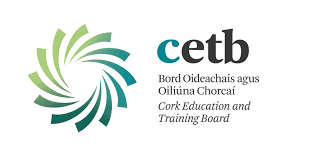 cetb
Bord Oideachais agus
Oiliúna Chorcaí
Cork Education and
Training Board